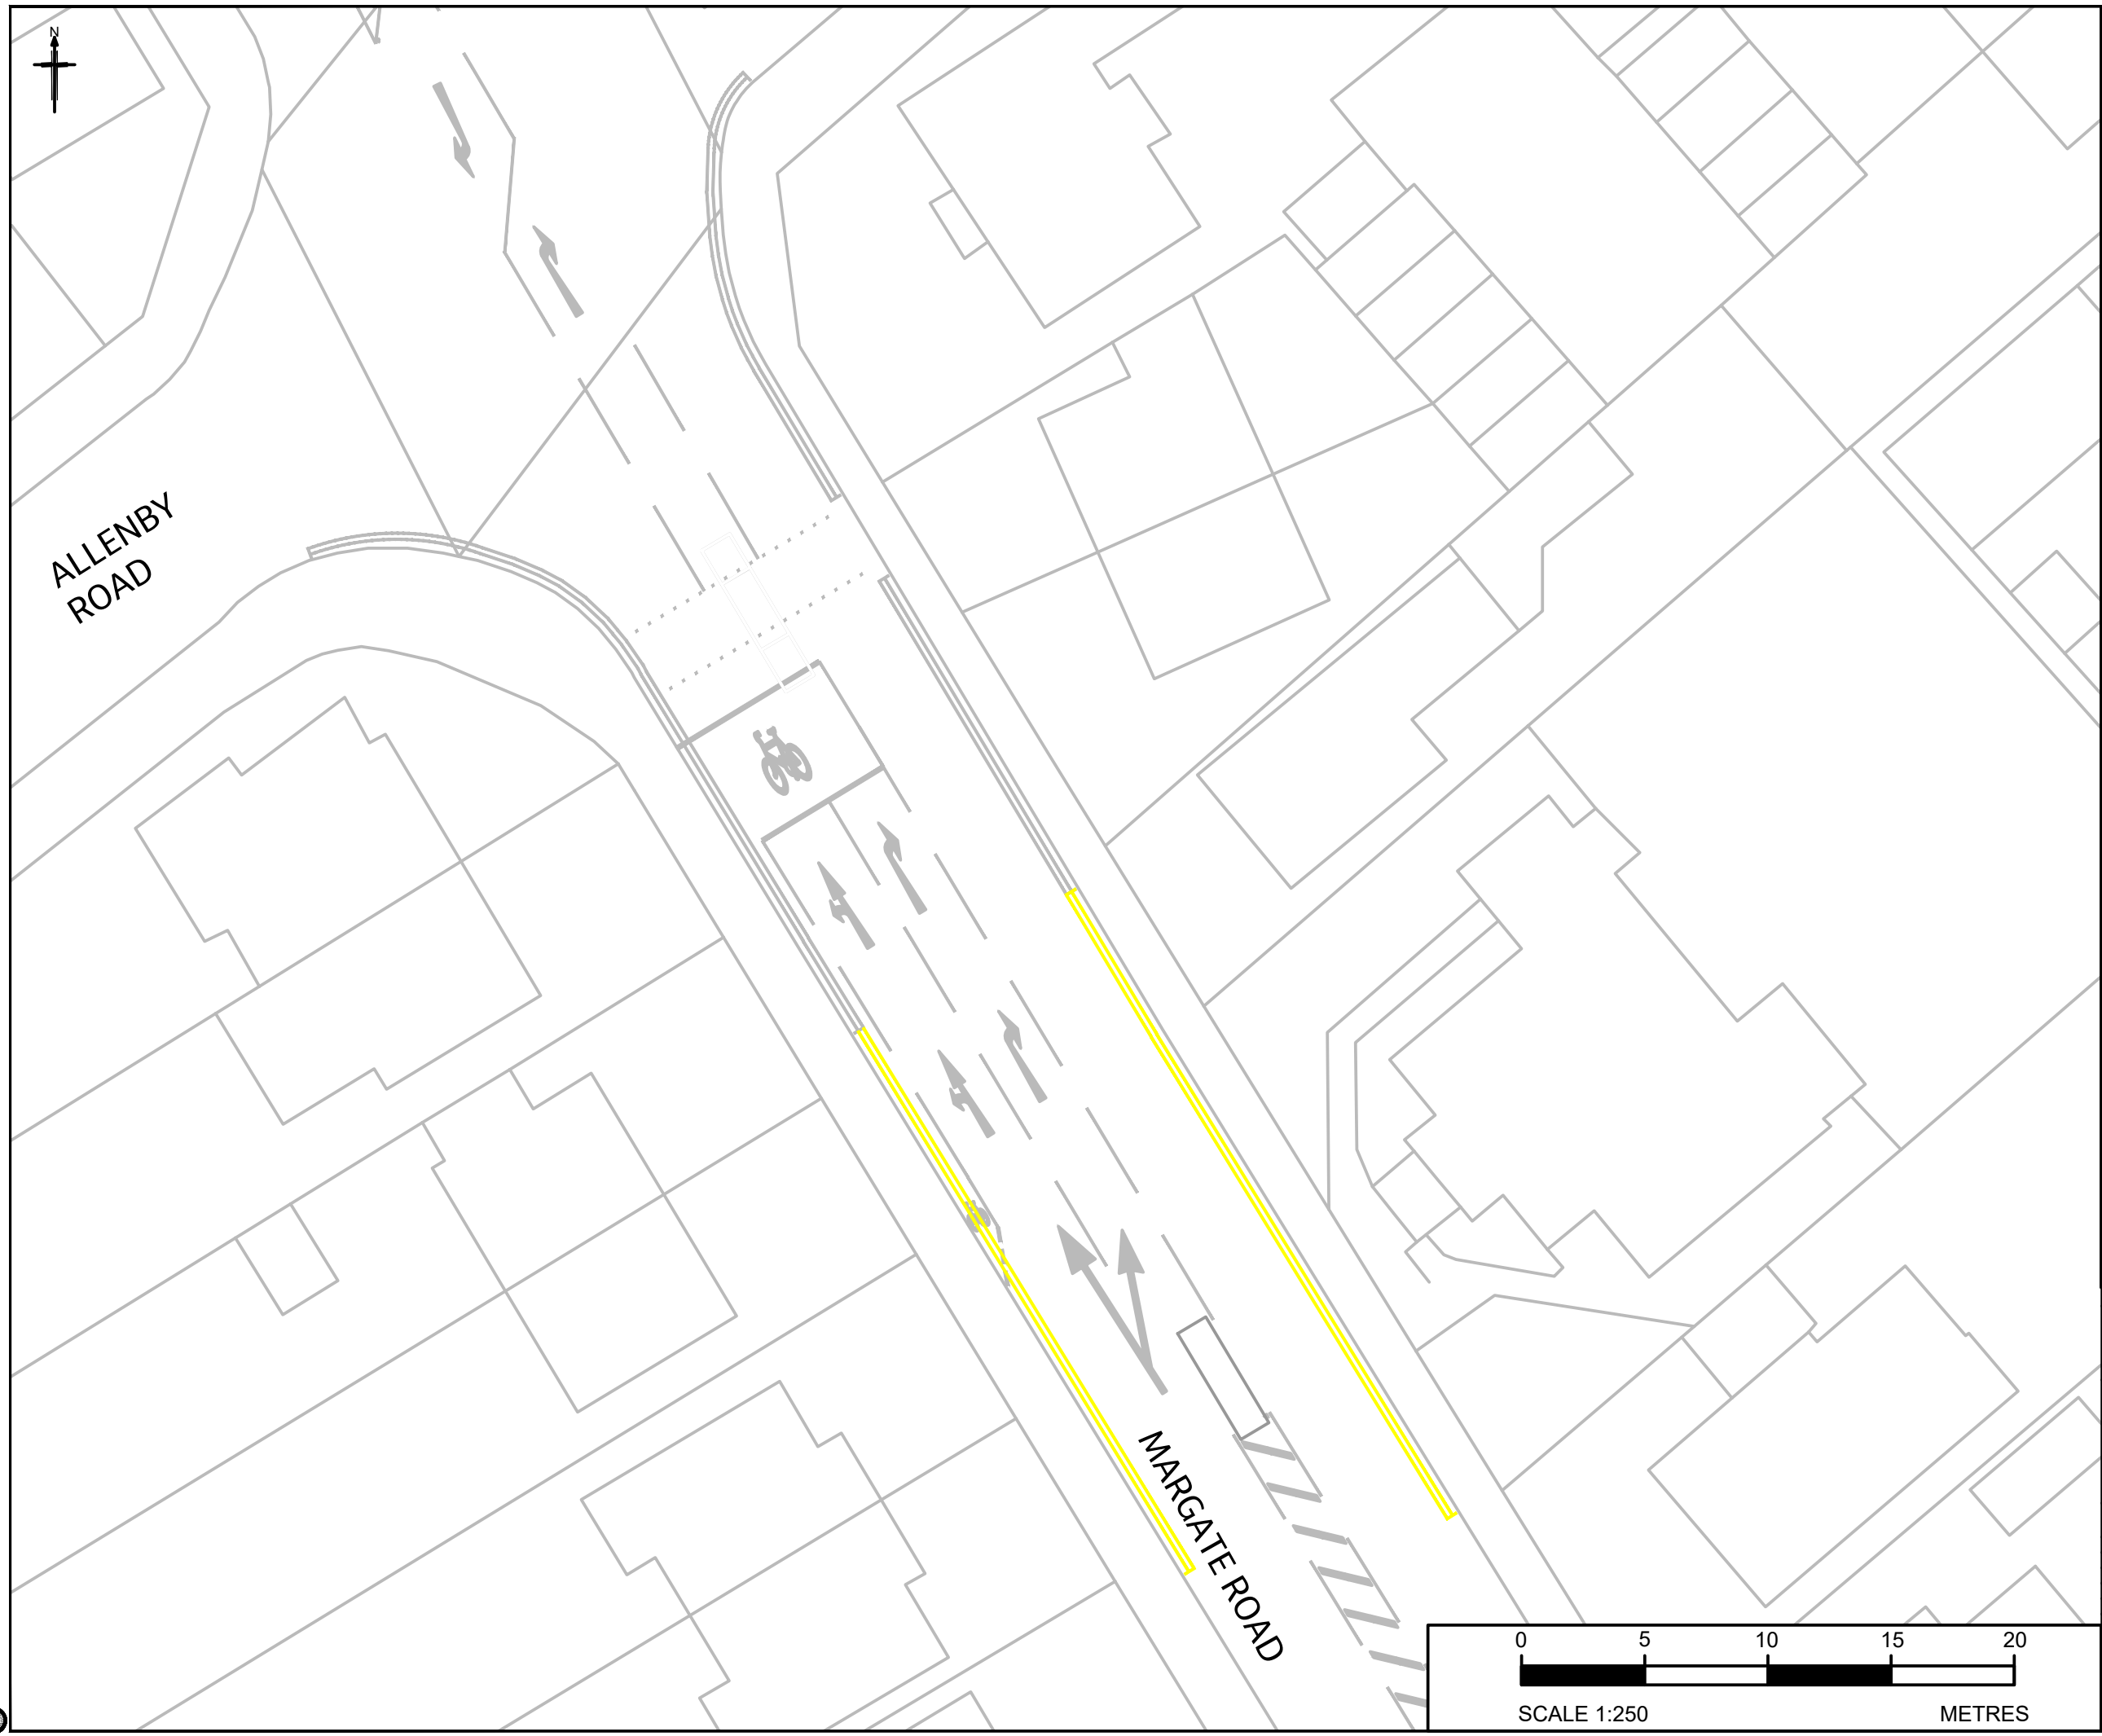 N
ALLENBY
ROAD
MARGATE ROAD
0 5 10 15 20
SCALE 1:250 METRES